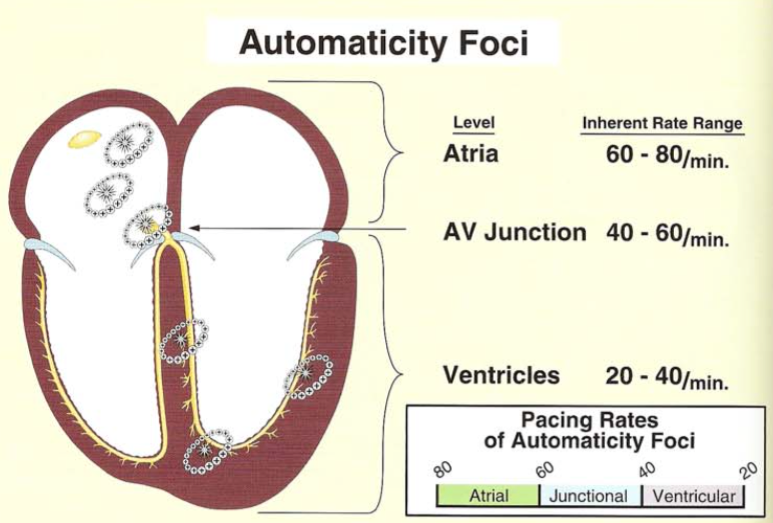 Automaticity Foci
Level Inherent Rate Range
Atria 60 - 80/min.
AV Junction 40 - 60/min.
Ventricles 20 - 40/min.
Pacing Rates
of Automaticity Foci
80 60 40 20
Atrial Junctional Ventricular